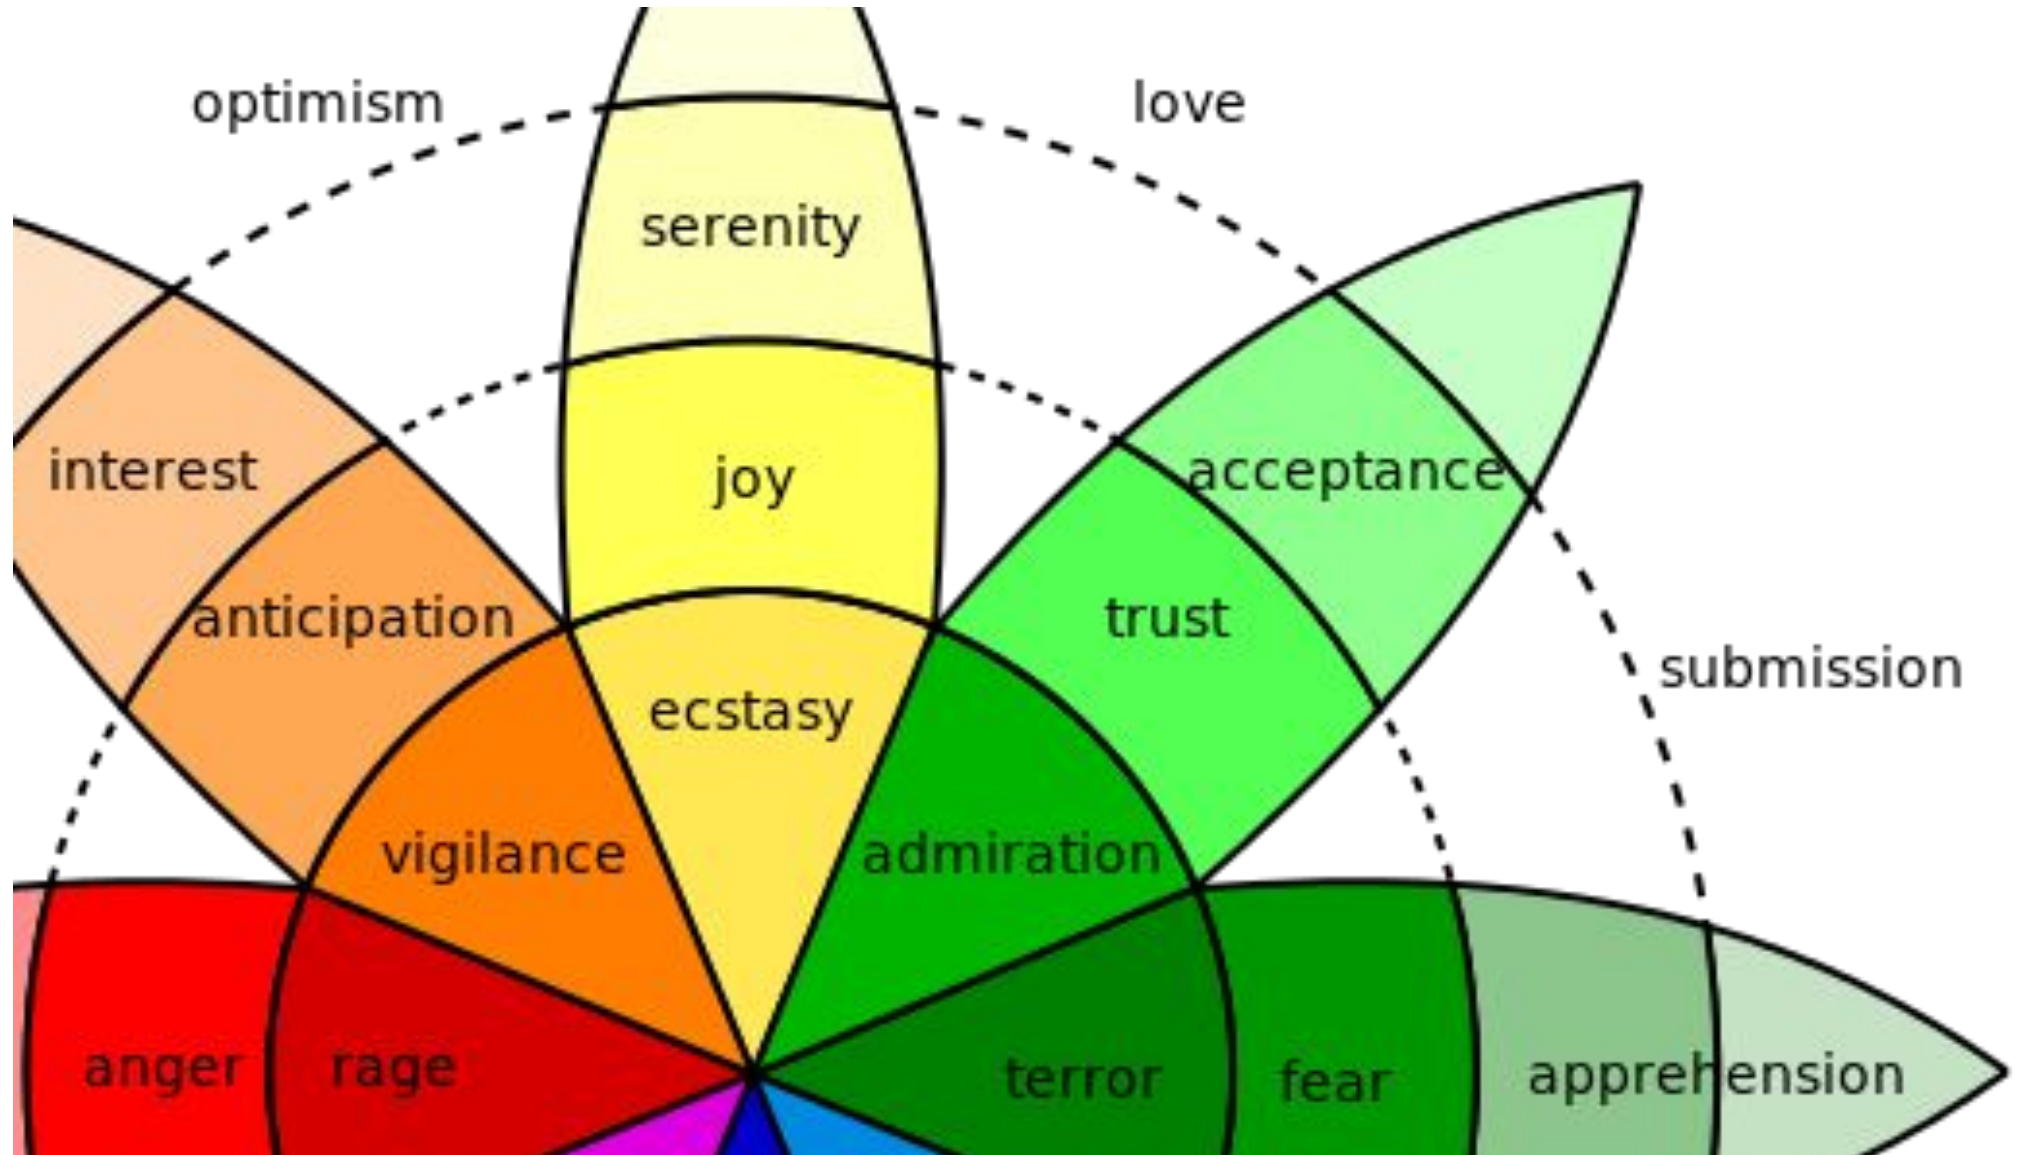 optimism
love
serenity
interest
joy
acceptance
anticipation
trust
submission
ecstasy
vigilance
admiration
anger
rage
terror
fear
apprehension